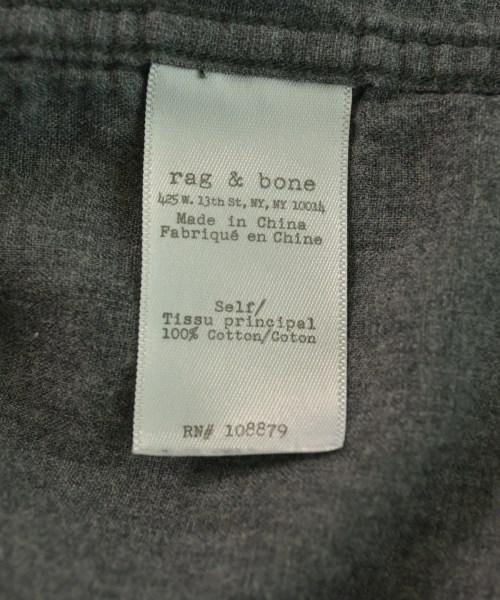 rag & bone
425 W. 13th St, NY, NY 10014
Made in China
Fabriqué en Chine
Self/
Tissu principal
100% Cotton/Coton
RN# 108879